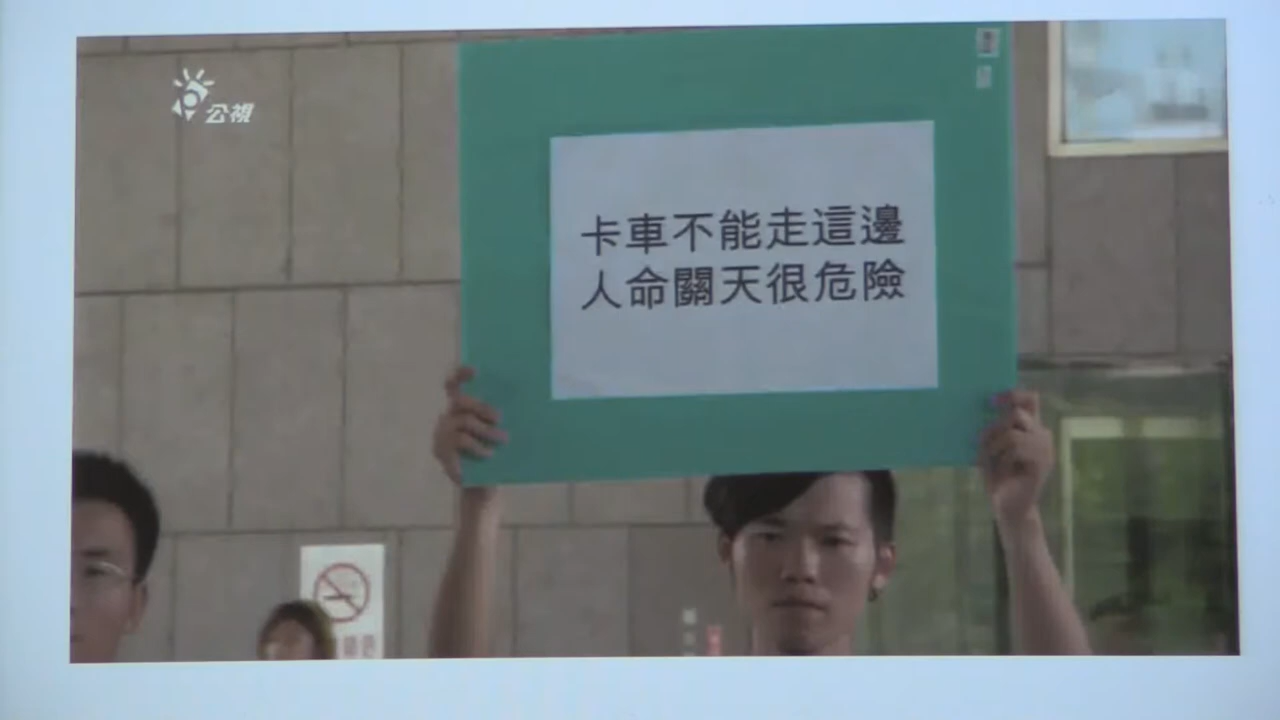 公視
卡車不能走這邊
人命關天很危險